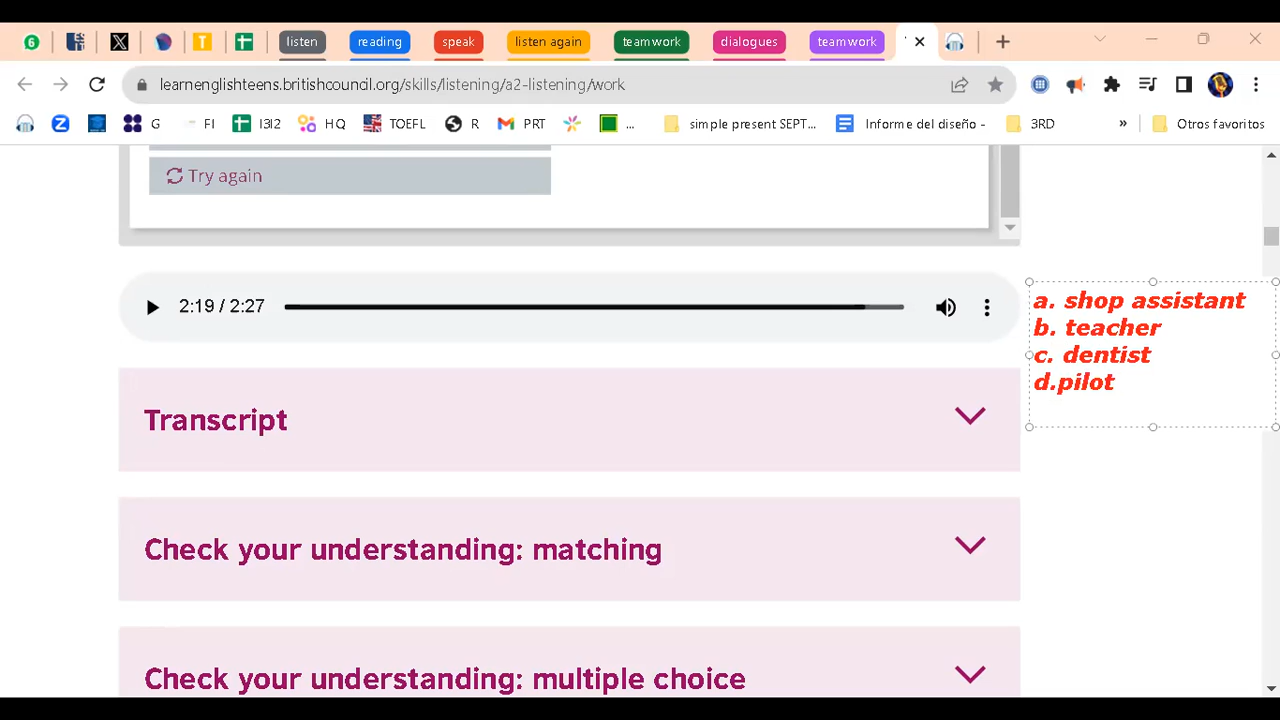 6
X
T
listen
reading
speak
listen again
teamwork
dialogues
teamwork
learnenglishteens.britishcouncil.org/skills/listening/a2-listening/work
G
FI
I3I2
HQ
TOEFL
R
PRT
...
simple present SEPT...
Informe del diseño -
3RD
»
Otros favoritos
Try again
2:19 / 2:27
a. shop assistant
b. teacher
c. dentist
d.pilot
Transcript
Check your understanding: matching
Check your understanding: multiple choice